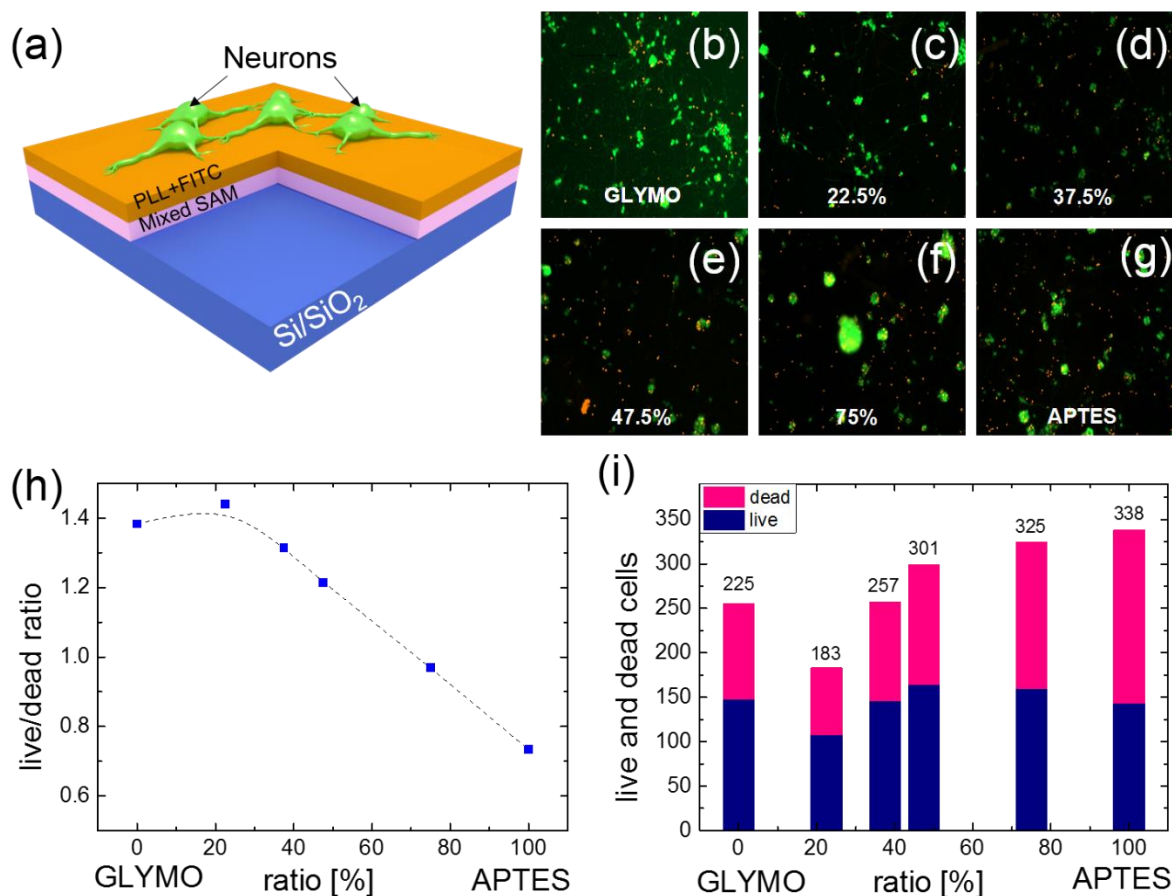 (a)
Neurons
PLL+FITC
Mixed SAM
Si/SiO₂
(b)
GLYMO
(c)
22.5%
(d)
37.5%
(e)
47.5%
(f)
75%
(g)
APTES
(h)
live/dead ratio
1.4
1.2
1.0
0.8
0.6
0 20 40 60 80 100
GLYMO ratio [%] APTES
(i)
live and dead cells
dead
live
350
300
250
200
150
100
50
0
225
183
257
301
325
338
0 20 40 60 80 100
GLYMO ratio [%] APTES